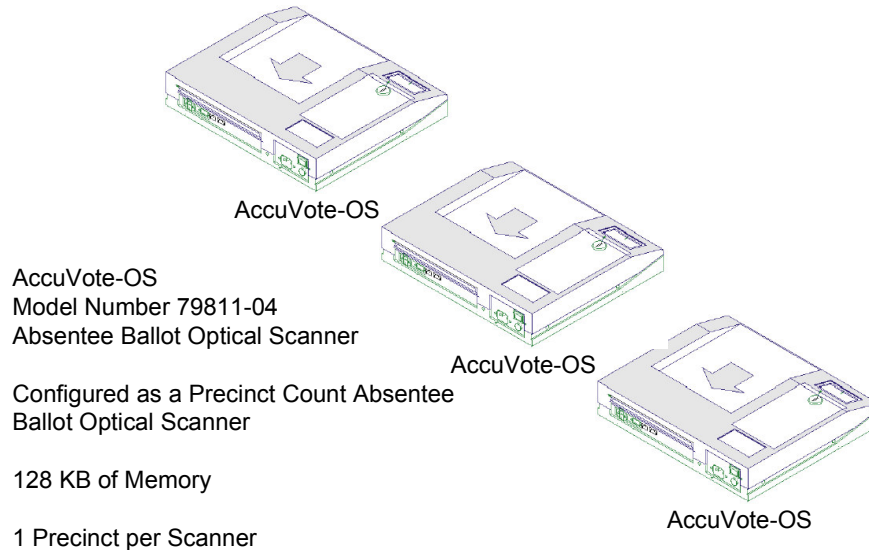 AccuVote-OS
AccuVote-OS
Model Number 79811-04
Absentee Ballot Optical Scanner
AccuVote-OS
Configured as a Precinct Count Absentee
Ballot Optical Scanner
128 KB of Memory
AccuVote-OS
1 Precinct per Scanner